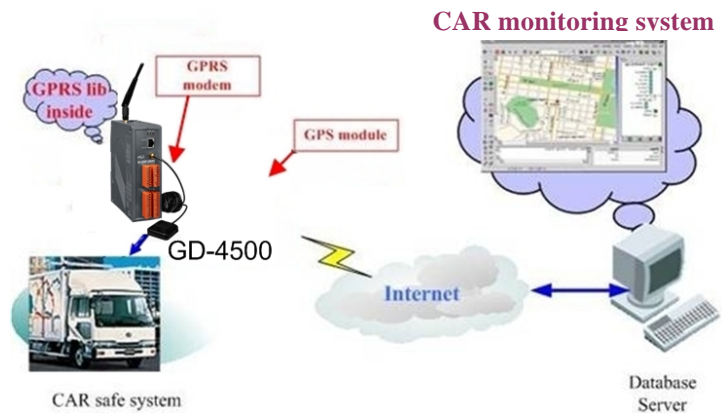 CAR monitoring system
GPRS lib
inside
GPRS
modem
GPS module
GD-4500
Internet
CAR safe system
Database
Server